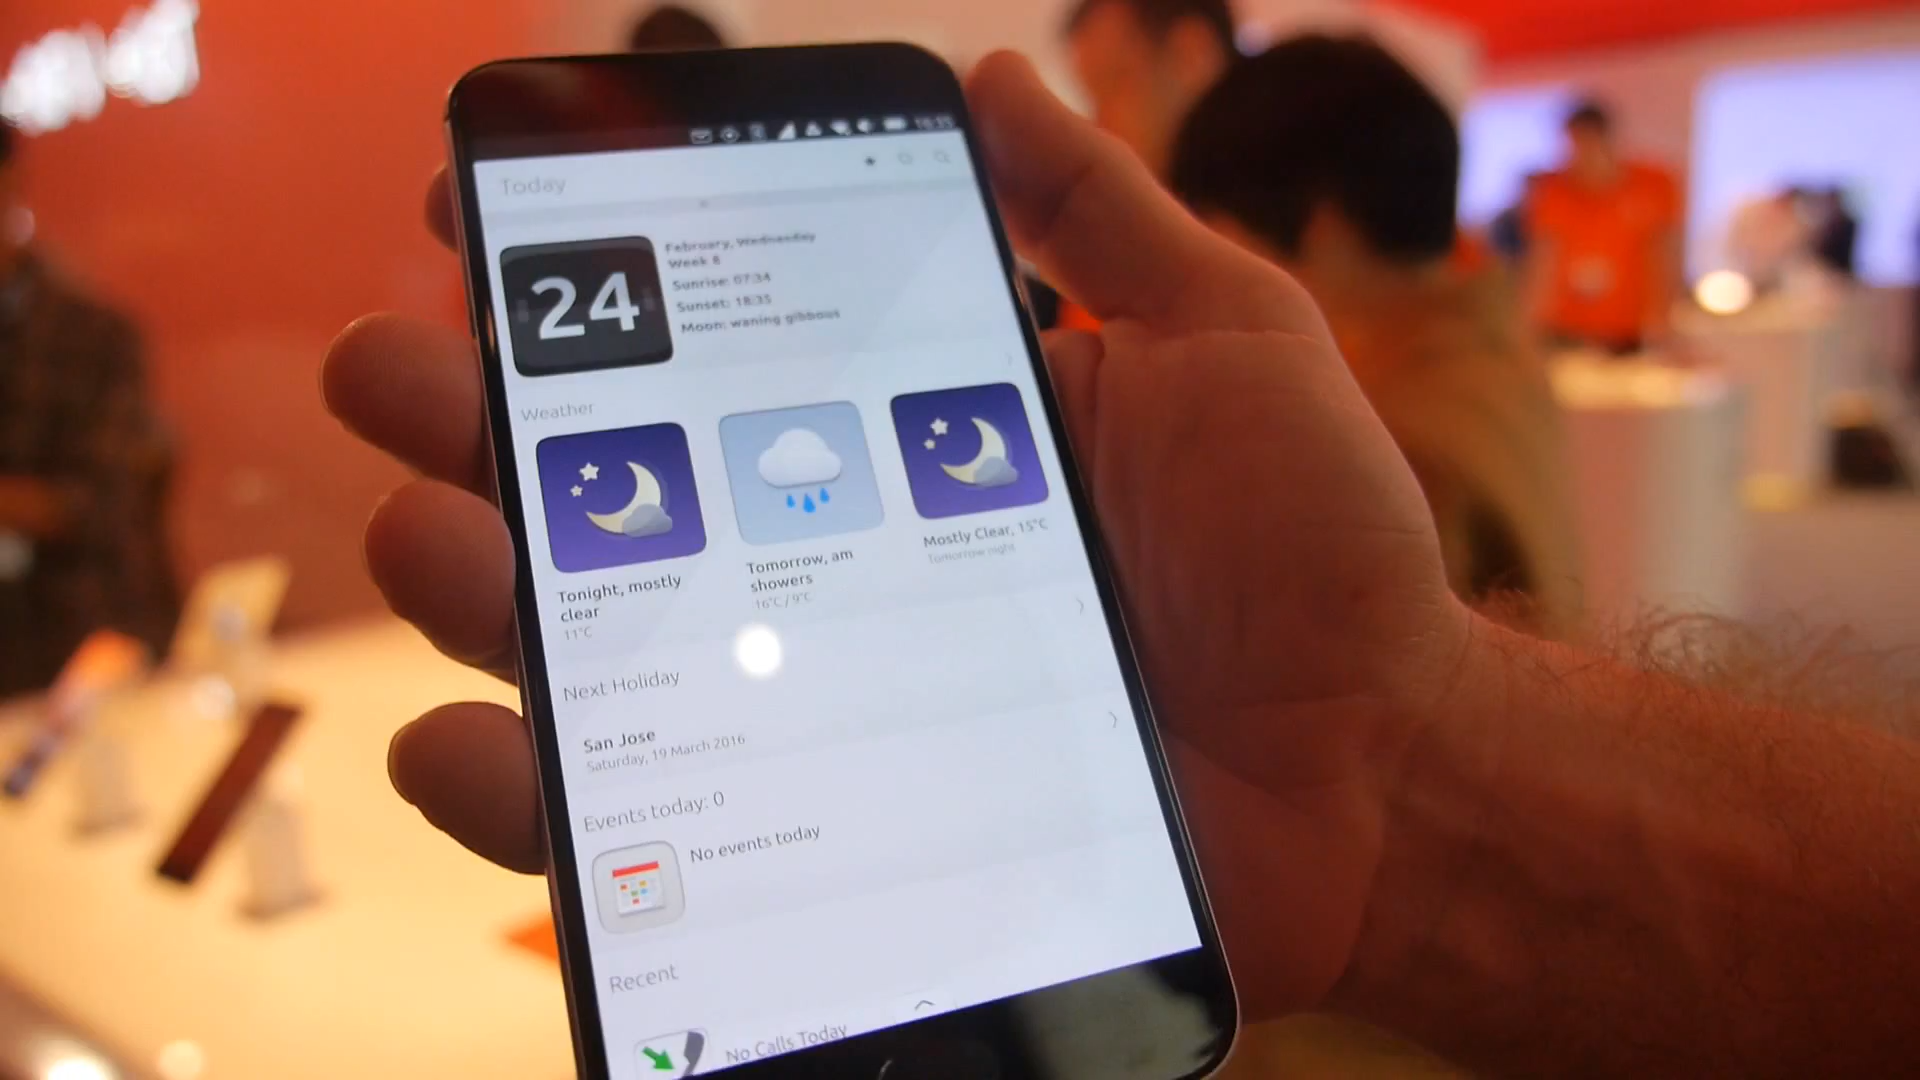 Today
24
February, Wednesday
Week 8
Sunrise: 07:34
Sunset: 18:35
Moon: waning gibbous
Weather
Tonight, mostly
clear
11°C
Tomorrow, am
showers
16°C / 9°C
Mostly Clear, 15°C
Tomorrow night
Next Holiday
San Jose
Saturday, 19 March 2016
Events today: 0
No events today
Recent
No Calls Today